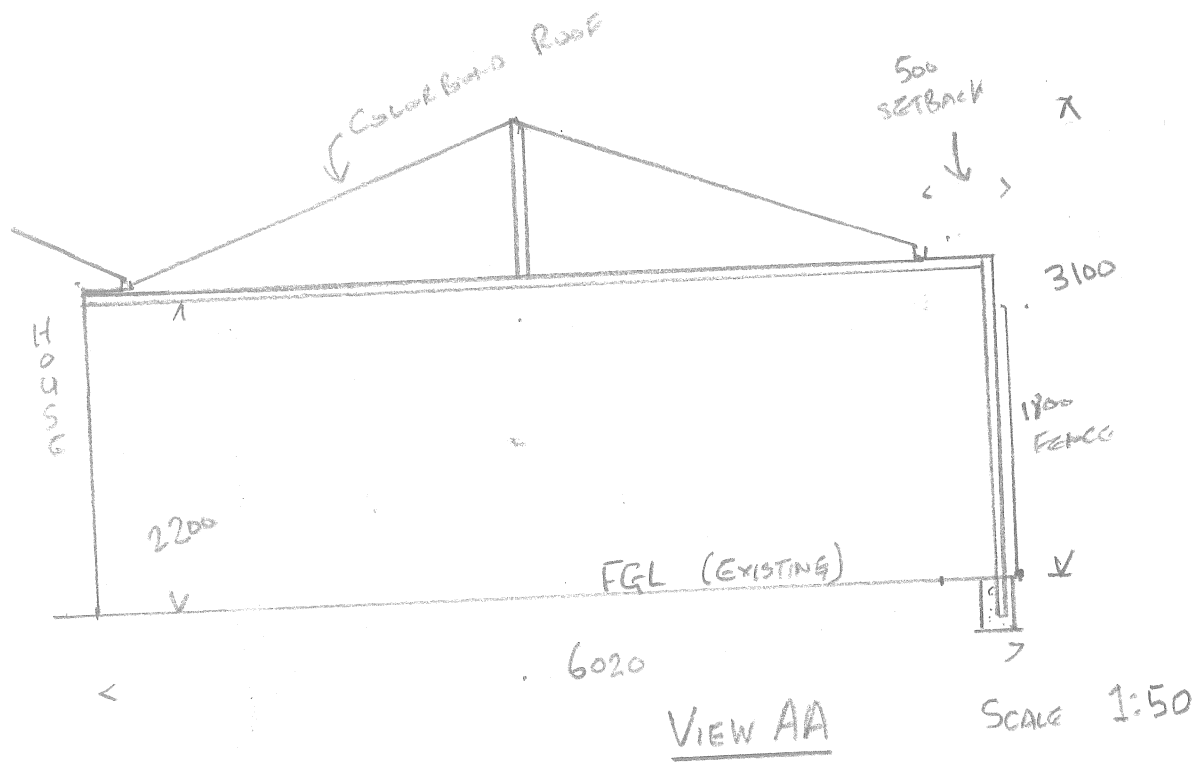 COLORBOND ROOF
500
SETBACK
3100
HOUSE
1800
FENCE
2200
FGL (EXISTING)
6020
VIEW AA
SCALE 1:50